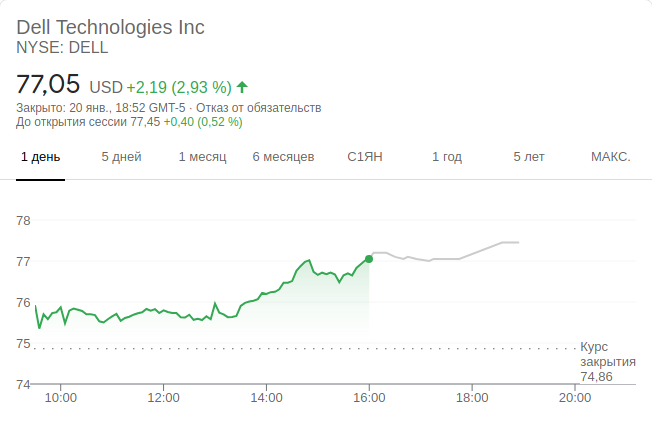 Dell Technologies Inc
NYSE: DELL
77,05 USD +2,19 (2,93 %)
Закрыто: 20 янв., 18:52 GMT-5 · Отказ от обязательств
До открытия сессии 77,45 +0,40 (0,52 %)
1 день 5 дней 1 месяц 6 месяцев С1ЯН 1 год 5 лет МАКС.
78
77
76
75
Курс
закрытия
74,86
74
10:00 12:00 14:00 16:00 18:00 20:00